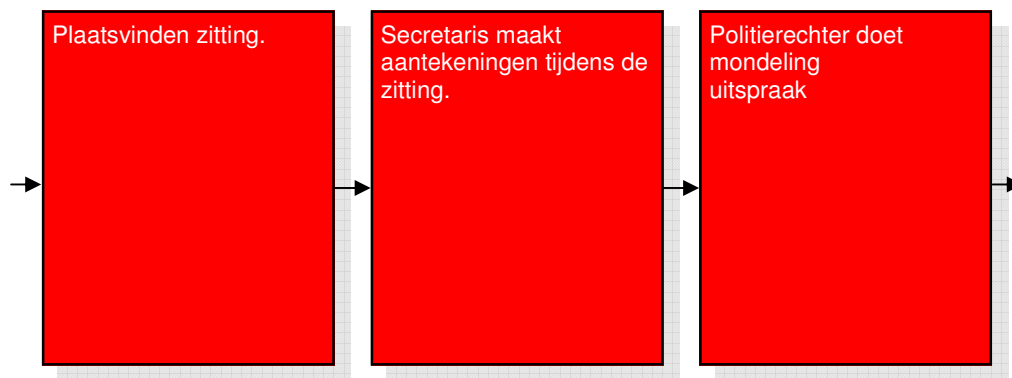 Plaatsvinden zitting.
Secretaris maakt
aantekeningen tijdens de
zitting.
Politierechter doet
mondeling
uitspraak